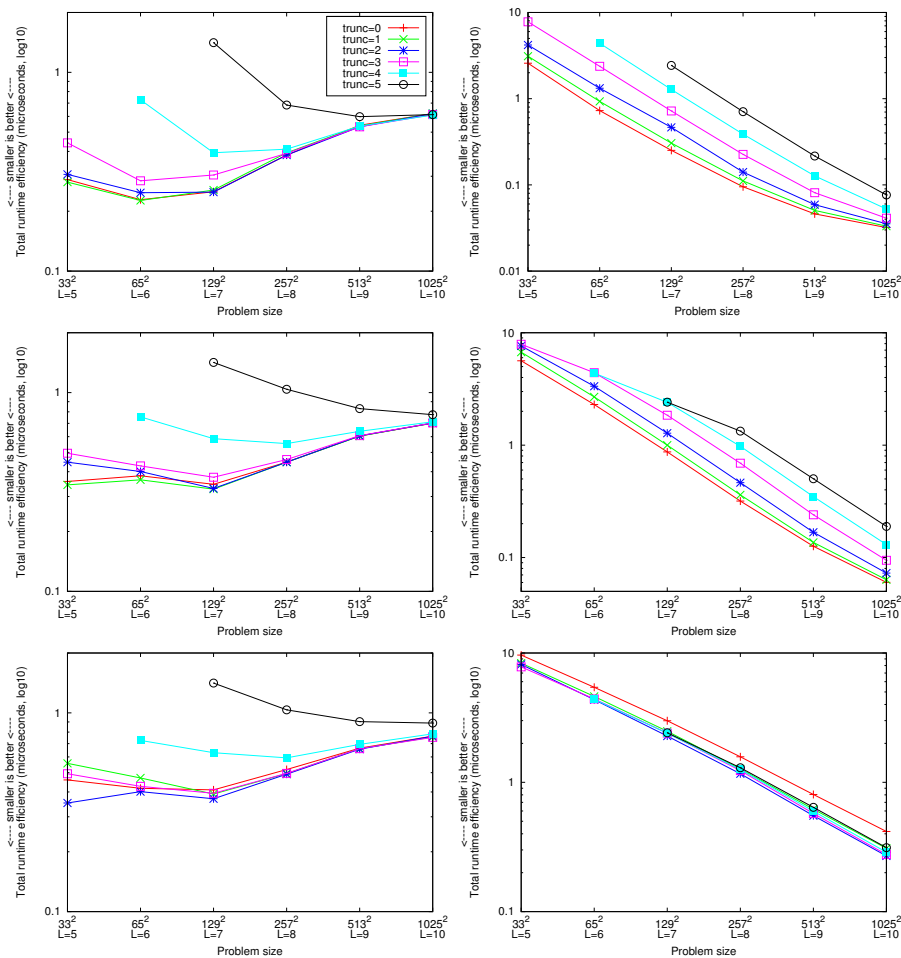 trunc=0
trunc=1
trunc=2
trunc=3
trunc=4
trunc=5
Total runtime efficiency (microseconds, log10)
<---- smaller is better <----
1
0.1
33²
L=5
65²
L=6
129²
L=7
257²
L=8
513²
L=9
1025²
L=10
Problem size
Total runtime efficiency (microseconds, log10)
<---- smaller is better <----
10
1
0.1
0.01
33²
L=5
65²
L=6
129²
L=7
257²
L=8
513²
L=9
1025²
L=10
Problem size
Total runtime efficiency (microseconds, log10)
<---- smaller is better <----
1
0.1
33²
L=5
65²
L=6
129²
L=7
257²
L=8
513²
L=9
1025²
L=10
Problem size
Total runtime efficiency (microseconds, log10)
<---- smaller is better <----
10
1
0.1
33²
L=5
65²
L=6
129²
L=7
257²
L=8
513²
L=9
1025²
L=10
Problem size
Total runtime efficiency (microseconds, log10)
<---- smaller is better <----
1
0.1
33²
L=5
65²
L=6
129²
L=7
257²
L=8
513²
L=9
1025²
L=10
Problem size
Total runtime efficiency (microseconds, log10)
<---- smaller is better <----
10
1
0.1
33²
L=5
65²
L=6
129²
L=7
257²
L=8
513²
L=9
1025²
L=10
Problem size